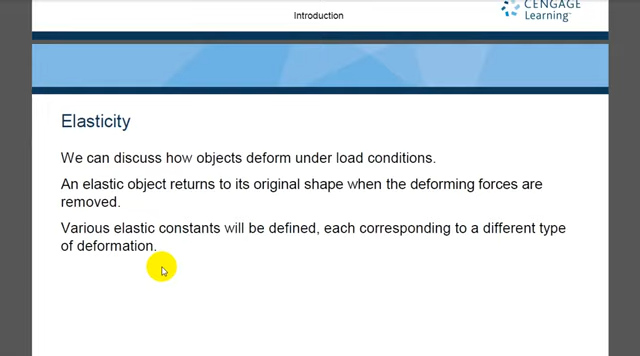 Introduction
CENGAGE
Learning™
Elasticity
We can discuss how objects deform under load conditions.
An elastic object returns to its original shape when the deforming forces are
removed.
Various elastic constants will be defined, each corresponding to a different type
of deformation.